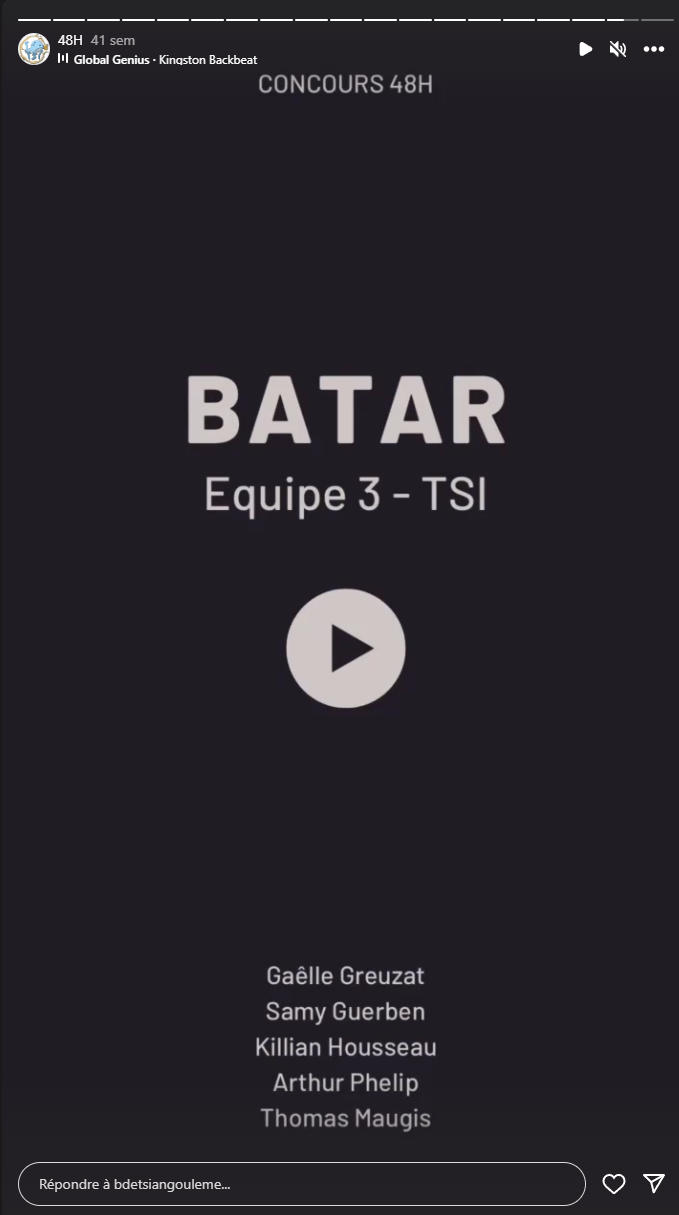 48H 41 sem
Global Genius · Kingston Backbeat
CONCOURS 48H
BATAR
Equipe 3 - TSI
Gaêlle Greuzat
Samy Guerben
Killian Housseau
Arthur Phelip
Thomas Maugis
Répondre à bdetsiangouleme...